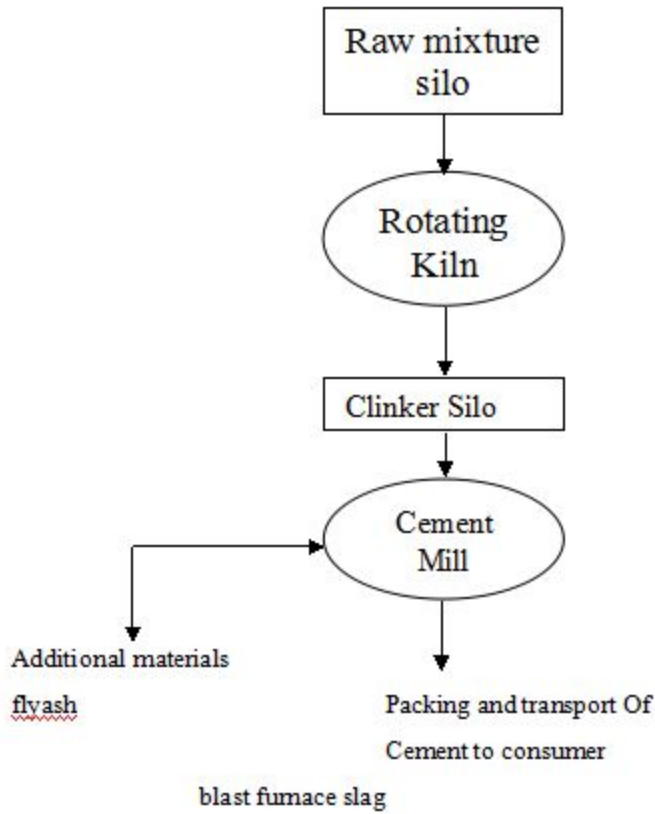 Raw mixture
silo
Rotating
Kiln
Clinker Silo
Cement
Mill
Additional materials
flyash
Packing and transport Of
Cement to consumer
blast furnace slag